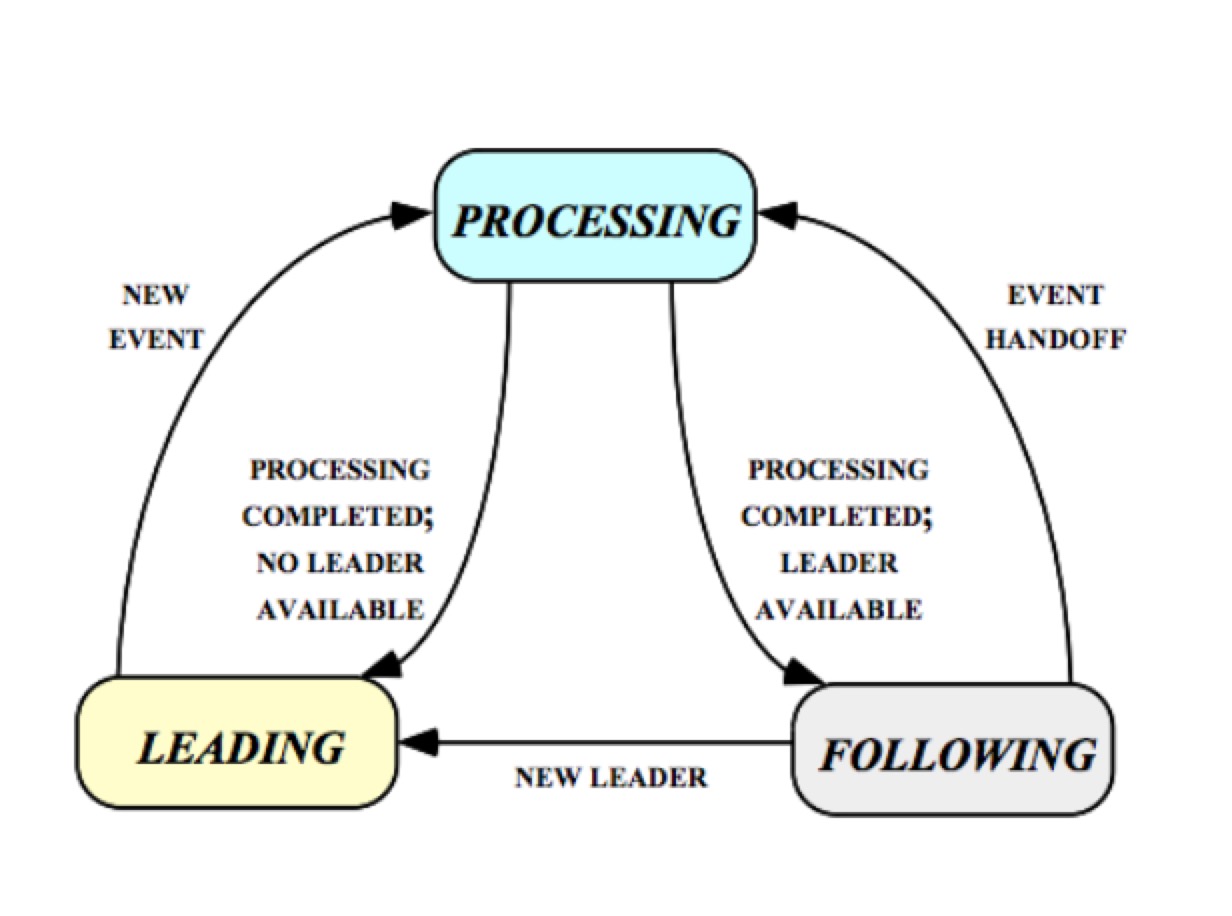 PROCESSING
NEW
EVENT
EVENT
HANDOFF
PROCESSING
COMPLETED;
NO LEADER
AVAILABLE
PROCESSING
COMPLETED;
LEADER
AVAILABLE
LEADING
FOLLOWING
NEW LEADER